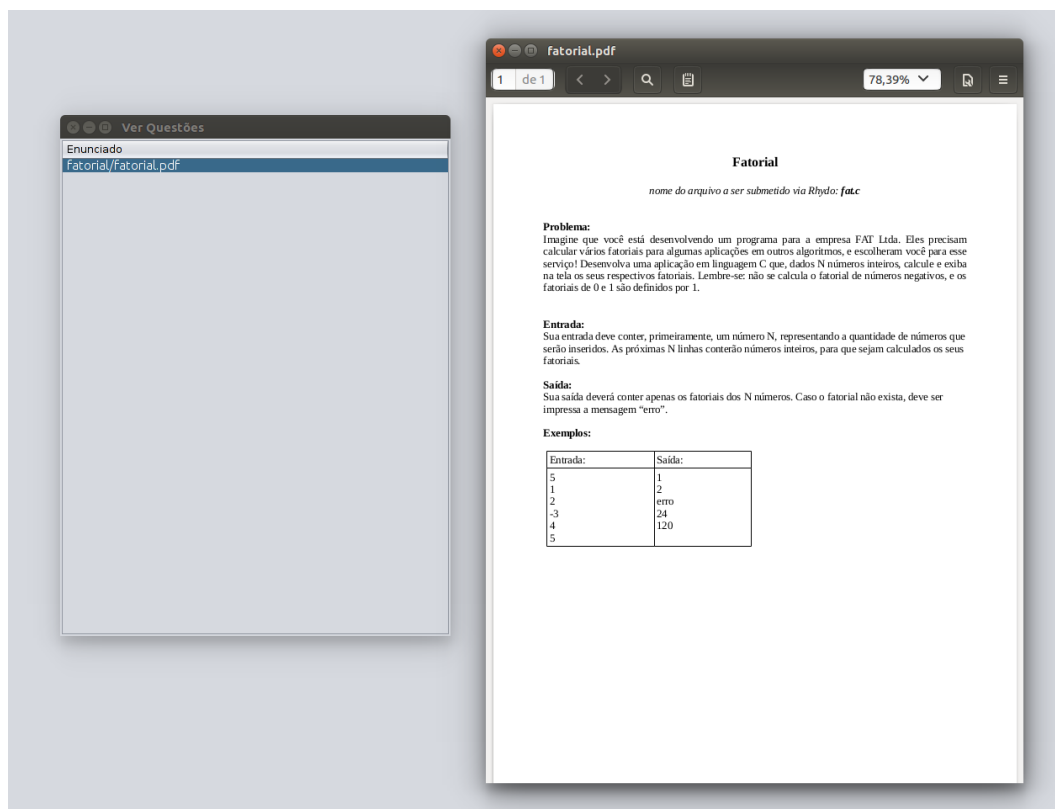 Ver Questões
Enunciado
fatorial/fatorial.pdf
fatorial.pdf
1 de 1
78,39%
Fatorial
nome do arquivo a ser submetido via Rhydo: fat.c
Problema:
Imagine que você está desenvolvendo um programa para a empresa FAT Ltda. Eles precisam
calcular vários fatoriais para algumas aplicações em outros algoritmos, e escolheram você para esse
serviço! Desenvolva uma aplicação em linguagem C que, dados N números inteiros, calcule e exiba
na tela os seus respectivos fatoriais. Lembre-se: não se calcula o fatorial de números negativos, e os
fatoriais de 0 e 1 são definidos por 1.
Entrada:
Sua entrada deve conter, primeiramente, um número N, representando a quantidade de números que
serão inseridos. As próximas N linhas conterão números inteiros, para que sejam calculados os seus
fatoriais.
Saída:
Sua saída deverá conter apenas os fatoriais dos N números. Caso o fatorial não exista, deve ser
impressa a mensagem “erro”.
Exemplos:
Entrada: Saída:
5 1
1 2
2 erro
-3 24
4 120
5